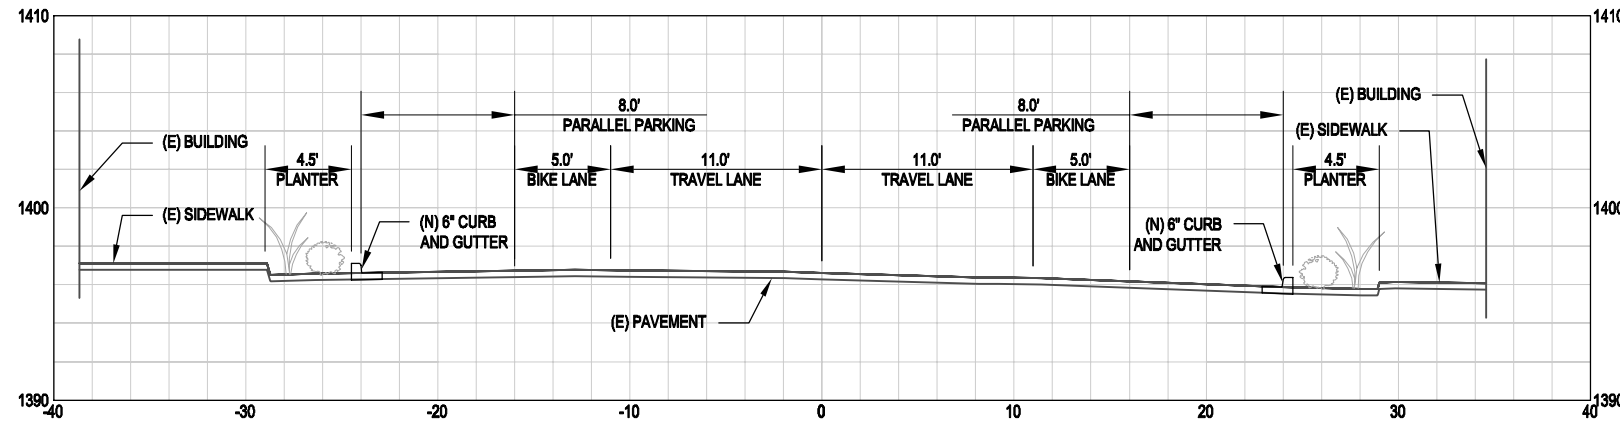 1410
1410
8.0'
PARALLEL PARKING
8.0'
PARALLEL PARKING
(E) BUILDING
(E) BUILDING
(E) SIDEWALK
4.5'
PLANTER
5.0'
BIKE LANE
11.0'
TRAVEL LANE
11.0'
TRAVEL LANE
5.0'
BIKE LANE
4.5'
PLANTER
1400
(E) SIDEWALK
(N) 6" CURB
AND GUTTER
(N) 6" CURB
AND GUTTER
1400
(E) PAVEMENT
1390
1390
-40
-30
-20
-10
0
10
20
30
40